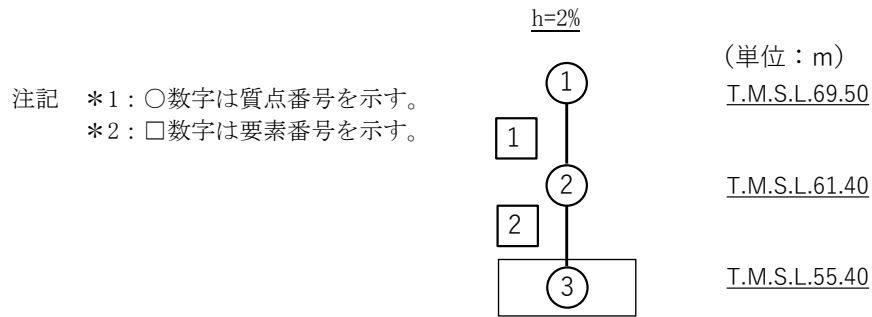 h=2%
(単位：m)
注記　＊1：○数字は質点番号を示す。
＊2：□数字は要素番号を示す。
1
T.M.S.L.69.50
1
2
T.M.S.L.61.40
2
3
T.M.S.L.55.40